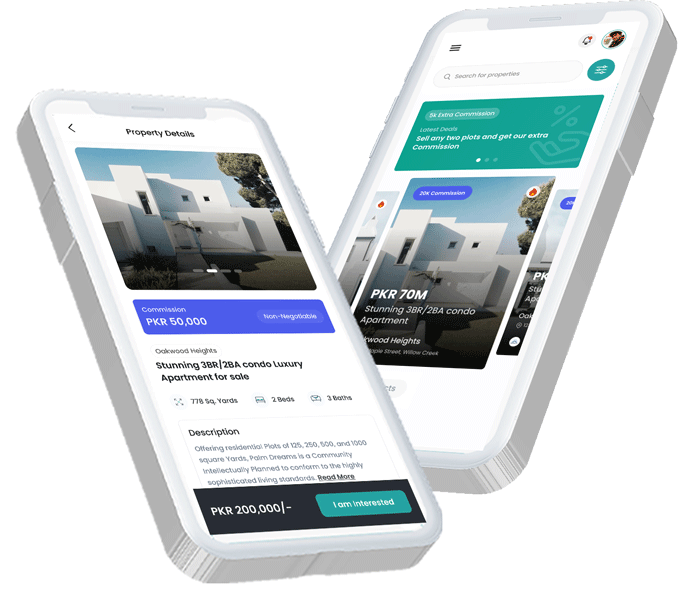 Property Details
Commission
PKR 50,000
Non-Negotiable
Oakwood Heights
Stunning 3BR/2BA condo Luxury
Apartment for sale
778 Sq. Yards
2 Beds
3 Baths
Description
Offering residential Plots of 125, 250, 500, and 1000
square Yards, Palm Dreams is a Community
Intellectually Planned to conform to the highly
sophisticated living standards. Read More
PKR 200,000/-
I am interested
Search for properties
5k Extra Commission
Latest Deals
Sell any two plots and get our extra
Commission
20K Commission
PKR 70M
Stunning 3BR/2BA condo
Apartment
kwood Heights
aple Street, Willow Creek
20K
PK
Stun
Apa
Oak